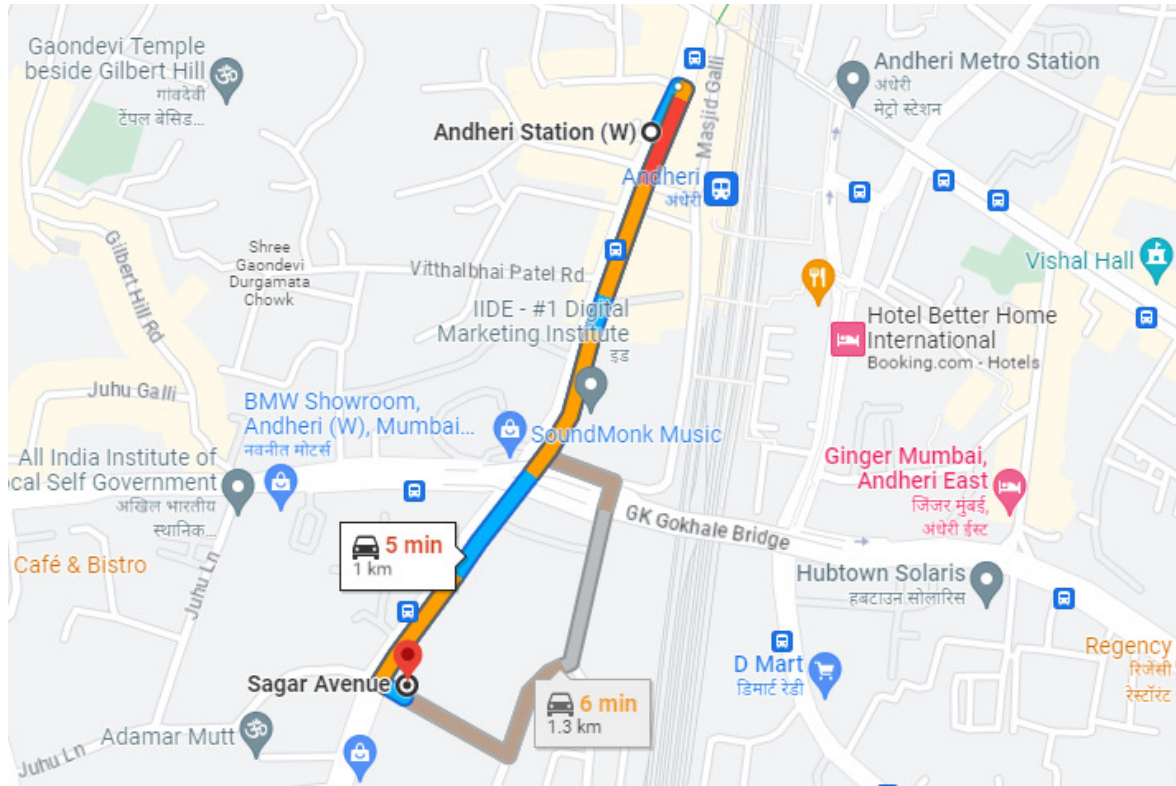 Gaondevi Temple
beside Gilbert Hill
गांवदेवी
टेंपल बेसिड...
Andheri Metro Station
अंधेरी
मेट्रो स्टेशन
Andheri Station (W)
Masjid Galli
Andheri
अंधेरी
Gilbert Hill Rd
Shree
Gaondevi
Durgamata
Chowk
Vitthalbhai Patel Rd
Vishal Hall
IIDE - #1 Digital
Marketing Institute
इड
Hotel Better Home
International
Booking.com - Hotels
Juhu Galli
BMW Showroom,
Andheri (W), Mumbai...
नवनीत मोटर्स
SoundMonk Music
All India Institute of
ocal Self Government
अखिल भारतीय
स्थानिक...
Ginger Mumbai,
Andheri East
जिंजर मुंबई,
अंधेरी ईस्ट
GK Gokhale Bridge
5 min
1 km
Café & Bistro
Juhu Ln
Hubtown Solaris
हबटाउन सोलारिस
Regency
रिजेंसी
रेस्टॉरंट
D Mart
डिमार्ट रेडी
Sagar Avenue
6 min
1.3 km
Adamar Mutt
Juhu Ln